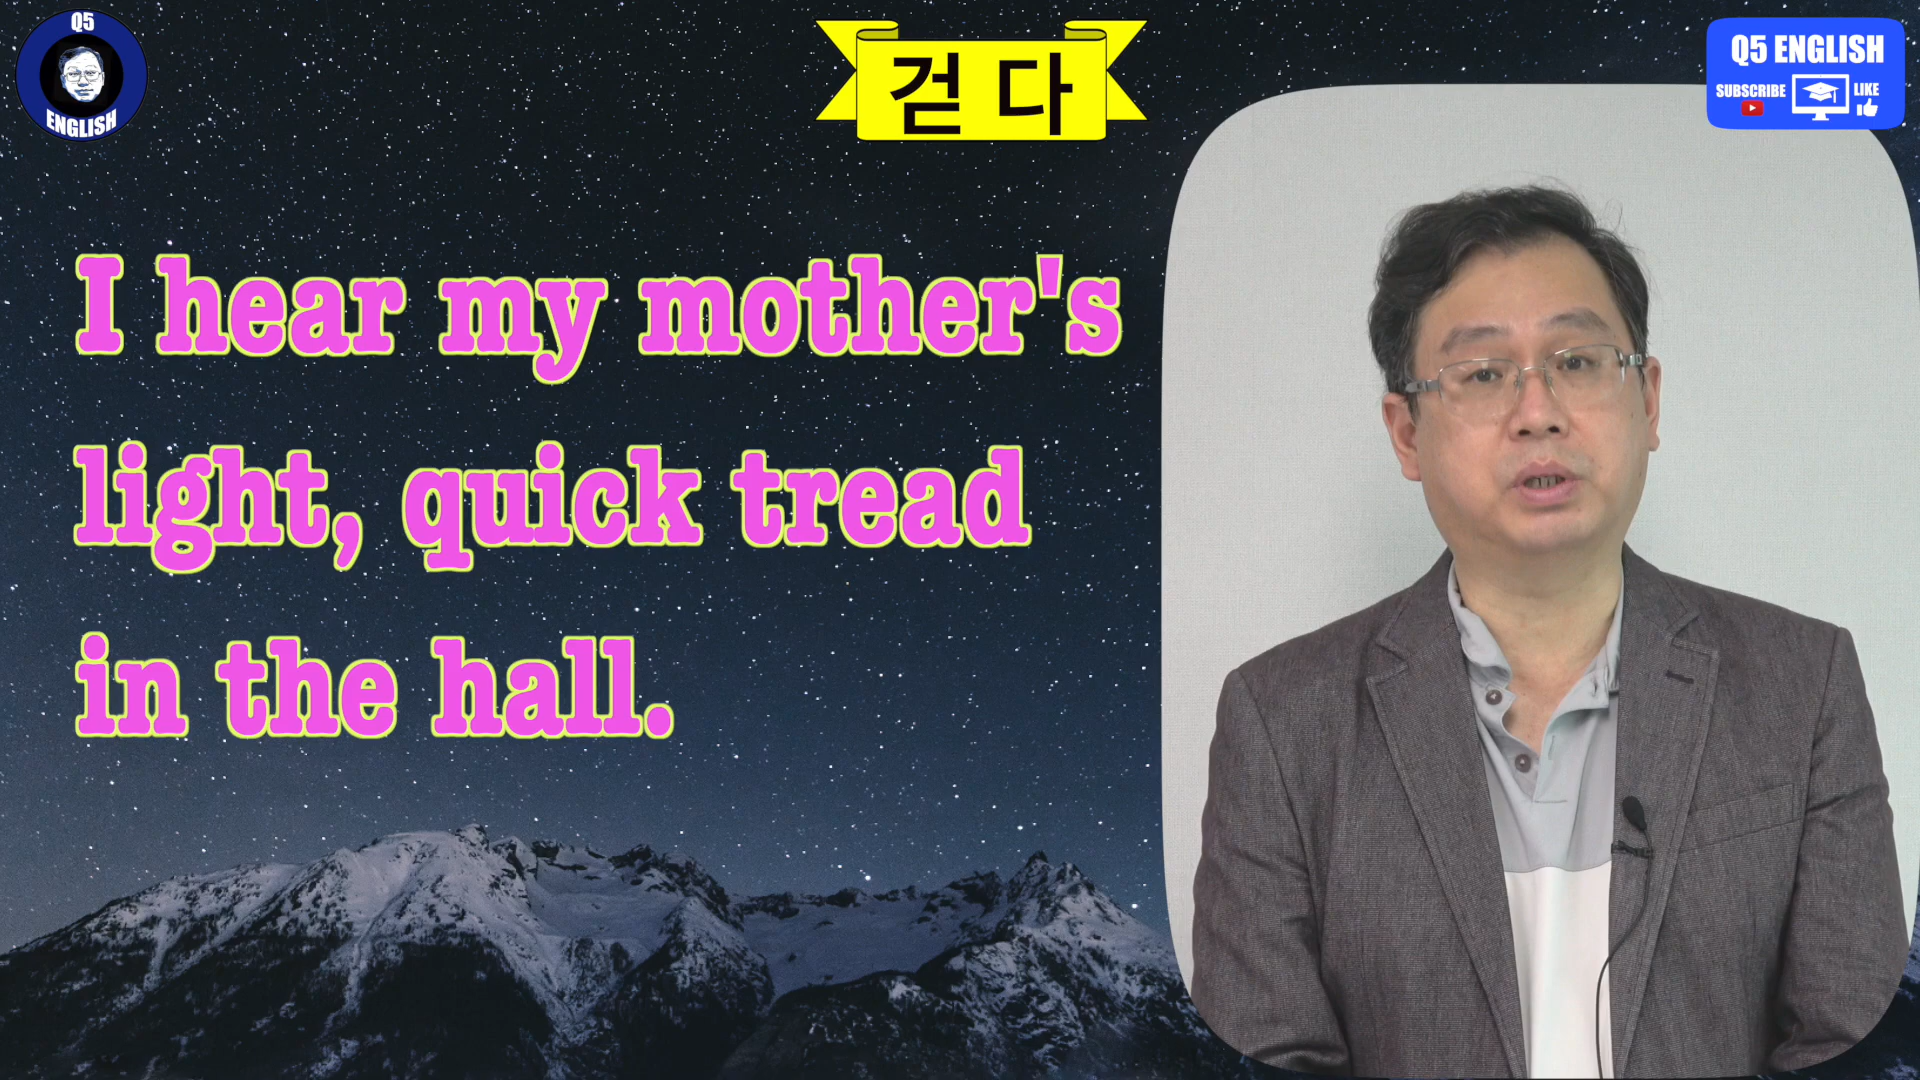 Q5
ENGLISH
걷다
Q5 ENGLISH
SUBSCRIBE
LIKE
I hear my mother's
light, quick tread
in the hall.